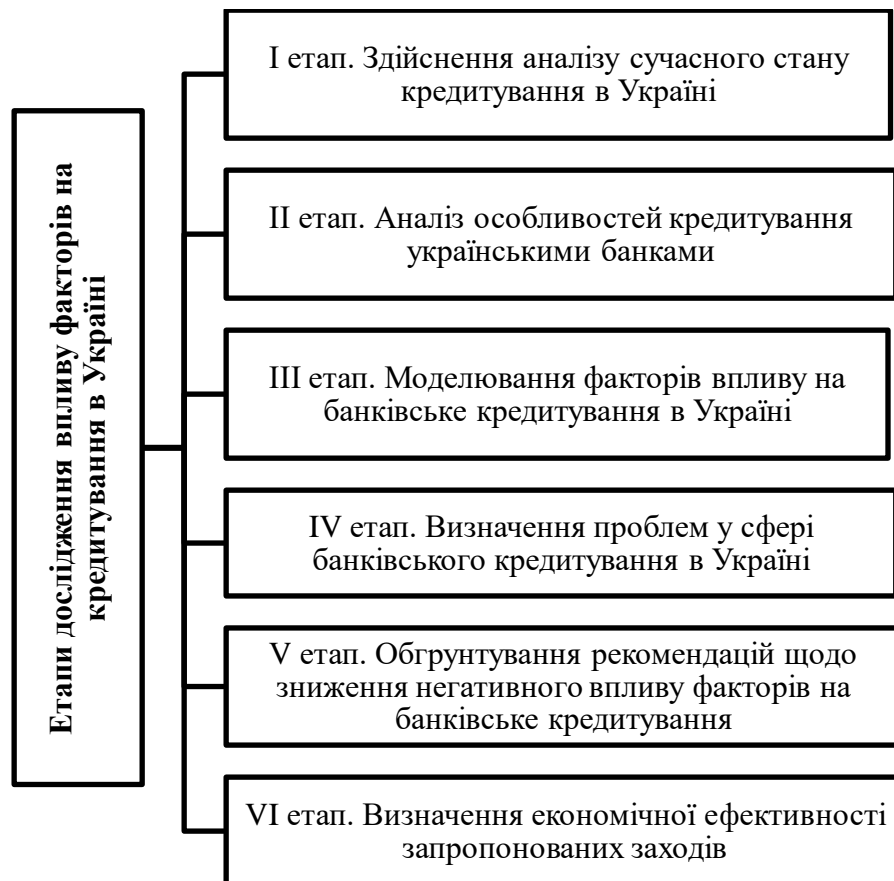 Етапи дослідження впливу факторів на
кредитування в Україні
І етап. Здійснення аналізу сучасного стану
кредитування в Україні
ІІ етап. Аналіз особливостей кредитування
українськими банками
ІІІ етап. Моделювання факторів впливу на
банківське кредитування в Україні
IV етап. Визначення проблем у сфері
банківського кредитування в Україні
V етап. Обгрунтування рекомендацій щодо
зниження негативного впливу факторів на
банківське кредитування
VI етап. Визначення економічної ефективності
запропонованих заходів